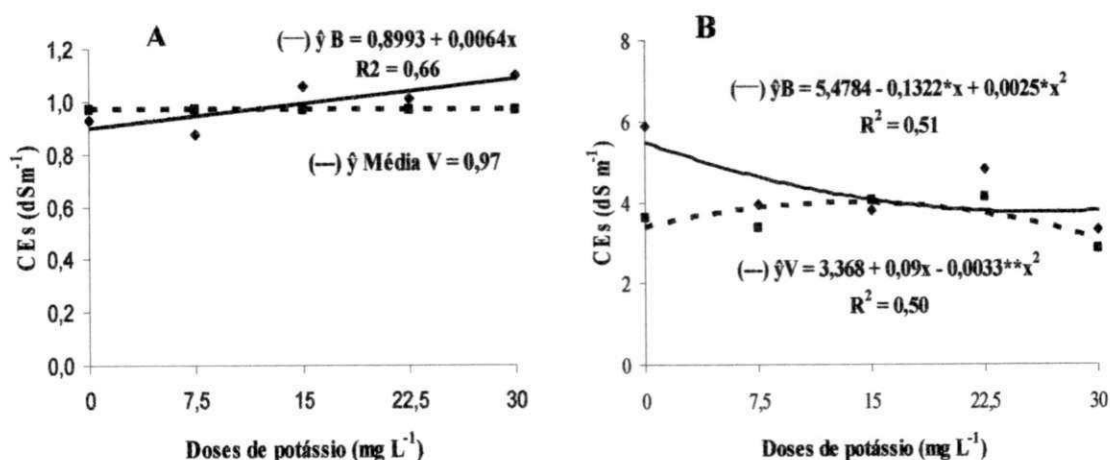 A
(—) ŷ B = 0,8993 + 0,0064x
R2 = 0,66
(---) ŷ Média V = 0,97
CEs (dSm⁻¹)
1,2
1,0
0,8
0,6
0,4
0,2
0,0
0 7,5 15 22,5 30
Doses de potássio (mg L⁻¹)
B
(—) ŷB = 5,4784 - 0,1322*x + 0,0025*x²
R² = 0,51
(---) ŷV = 3,368 + 0,09x - 0,0033**x²
R² = 0,50
CEs (dS m⁻¹)
8
6
4
2
0
0 7,5 15 22,5 30
Doses de potássio (mg L⁻¹)